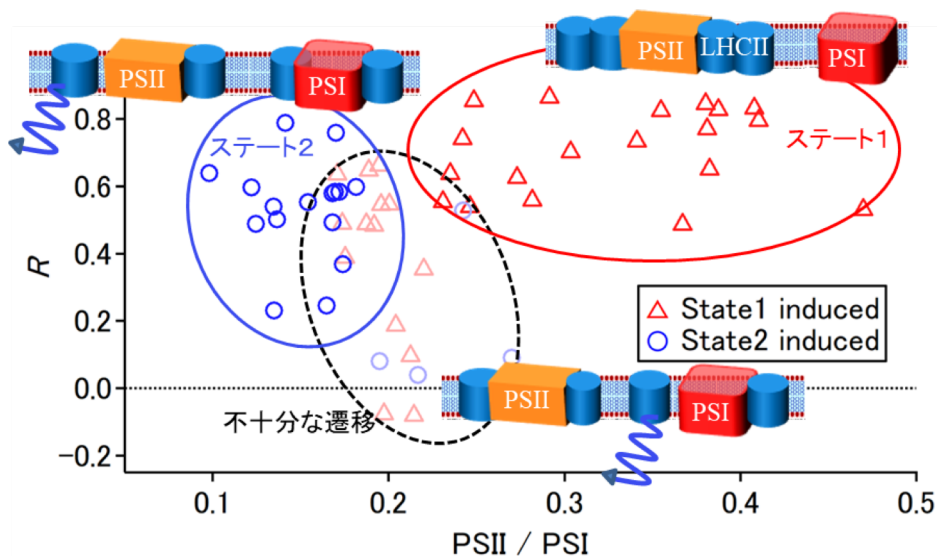 PSII
PSI
PSII
LHCII
PSI
ステート2
ステート1
0.8
0.6
0.4
0.2
0.0
−0.2
R
State1 induced
State2 induced
不十分な遷移
PSII
PSI
0.1
0.2
0.3
0.4
0.5
PSII / PSI